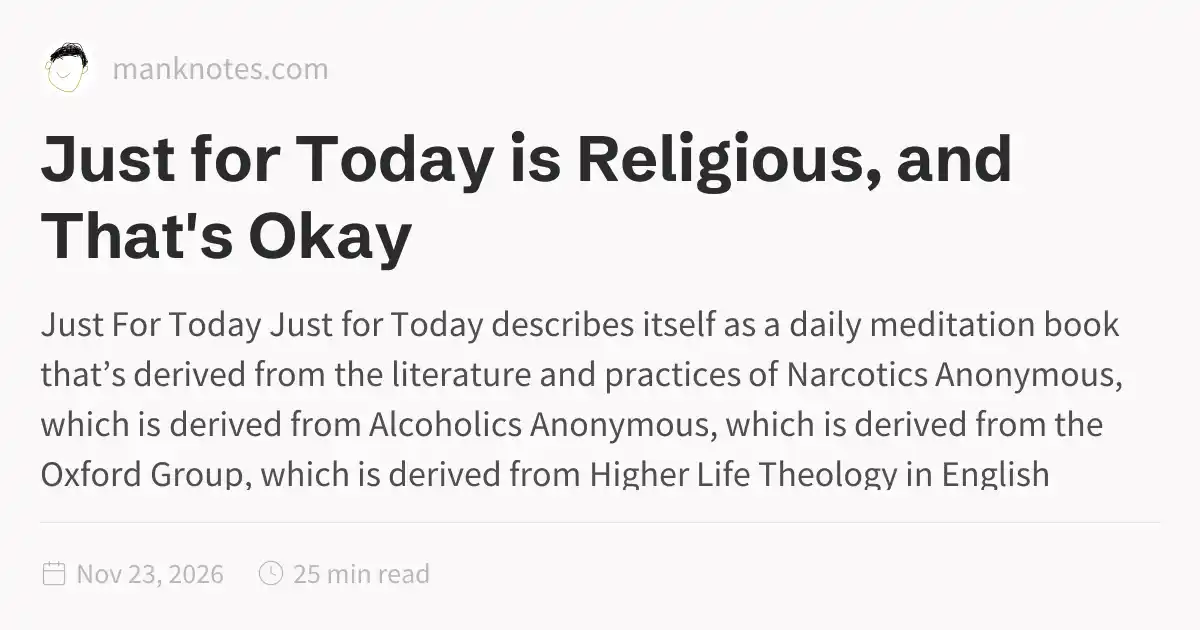 manknotes.com
Just for Today is Religious, and
That's Okay
Just For Today Just for Today describes itself as a daily meditation book
that’s derived from the literature and practices of Narcotics Anonymous,
which is derived from Alcoholics Anonymous, which is derived from the
Oxford Group, which is derived from Higher Life Theology in English
Nov 23, 2026 25 min read